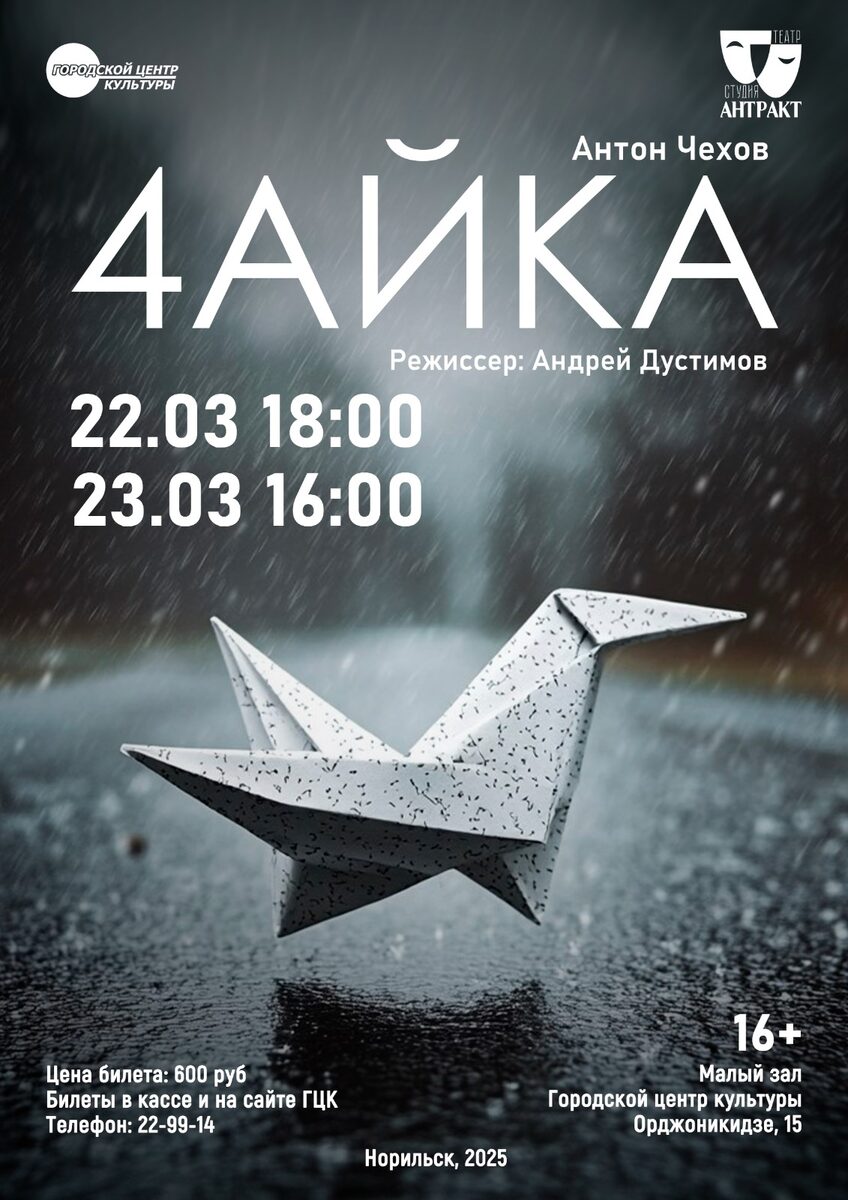 ГОРОДСКОЙ ЦЕНТР
КУЛЬТУРЫ
ТЕАТР
СТУДИЯ
АНТРАКТ
Антон Чехов
4АЙКА
Режиссер: Андрей Дустимов
22.03 18:00
23.03 16:00
16+
Цена билета: 600 руб
Билеты в кассе и на сайте ГЦК
Телефон: 22-99-14
Малый зал
Городской центр культуры
Орджоникидзе, 15
Норильск, 2025